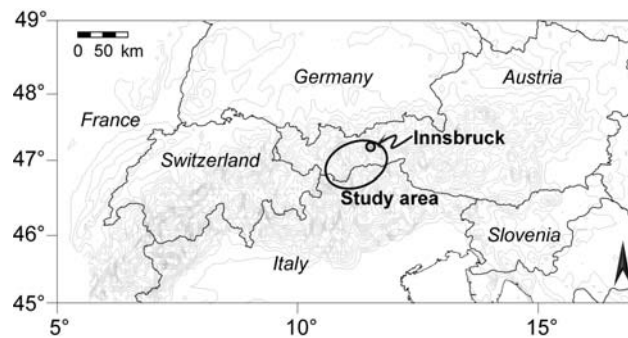 49°
0 50 km
48°
Germany
Austria
France
Innsbruck
Switzerland
47°
Study area
46°
Slovenia
Italy
45°
5°
10°
15°